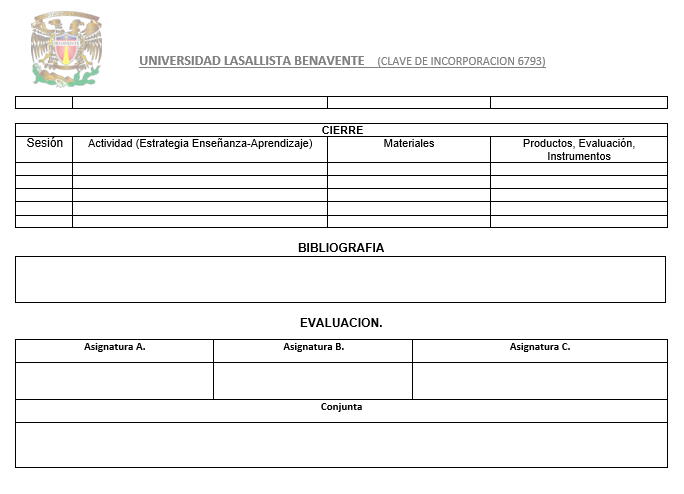 UNIVERSIDAD LASALLISTA BENAVENTE (CLAVE DE INCORPORACION 6793)
CIERRE
Sesión Actividad (Estrategia Enseñanza-Aprendizaje) Materiales Productos, Evaluación,
Instrumentos
BIBLIOGRAFIA
EVALUACION.
Asignatura A. Asignatura B. Asignatura C.
Conjunta